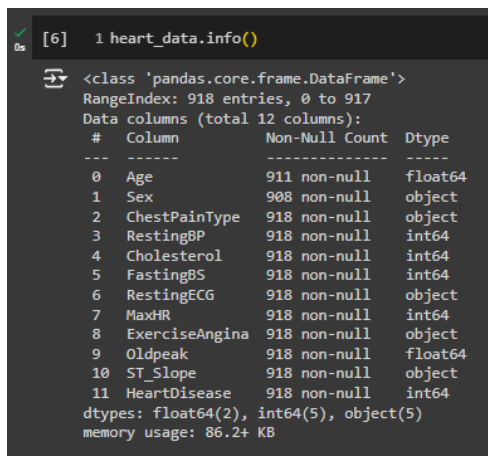 [6] 1 heart_data.info()
0s
<class 'pandas.core.frame.DataFrame'>
RangeIndex: 918 entries, 0 to 917
Data columns (total 12 columns):
 #   Column          Non-Null Count  Dtype
---  ------          --------------  -----
 0   Age             911 non-null    float64
 1   Sex             908 non-null    object
 2   ChestPainType   918 non-null    object
 3   RestingBP       918 non-null    int64
 4   Cholesterol     918 non-null    int64
 5   FastingBS       918 non-null    int64
 6   RestingECG      918 non-null    object
 7   MaxHR           918 non-null    int64
 8   ExerciseAngina  918 non-null    object
 9   Oldpeak         918 non-null    float64
 10  ST_Slope        918 non-null    object
 11  HeartDisease    918 non-null    int64
dtypes: float64(2), int64(5), object(5)
memory usage: 86.2+ KB